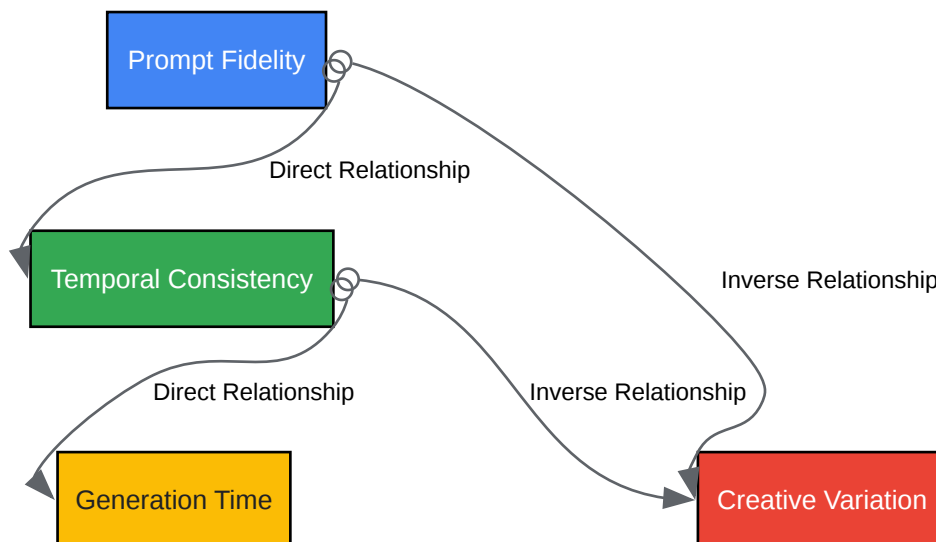 Prompt Fidelity
Direct Relationship
Temporal Consistency
Inverse Relationship
Direct Relationship
Inverse Relationship
Generation Time
Creative Variation